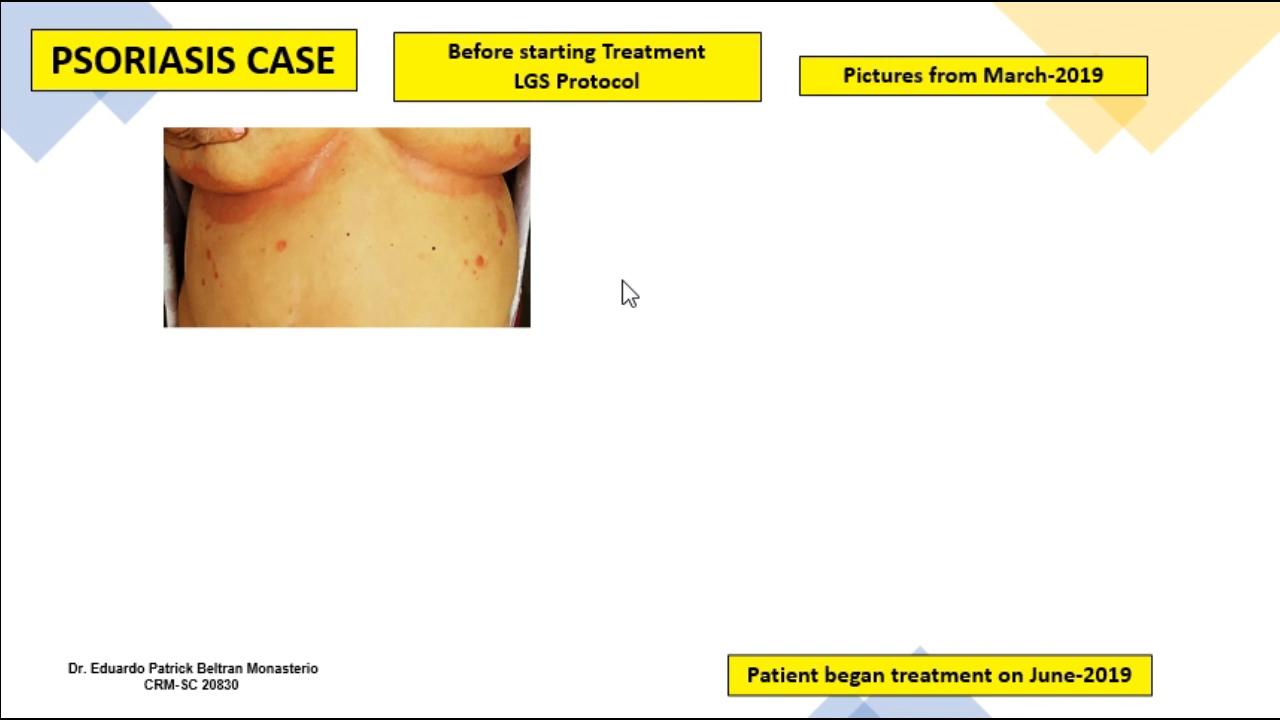 PSORIASIS CASE
Before starting Treatment
LGS Protocol
Pictures from March-2019
Dr. Eduardo Patrick Beltran Monasterio
CRM-SC 20830
Patient began treatment on June-2019